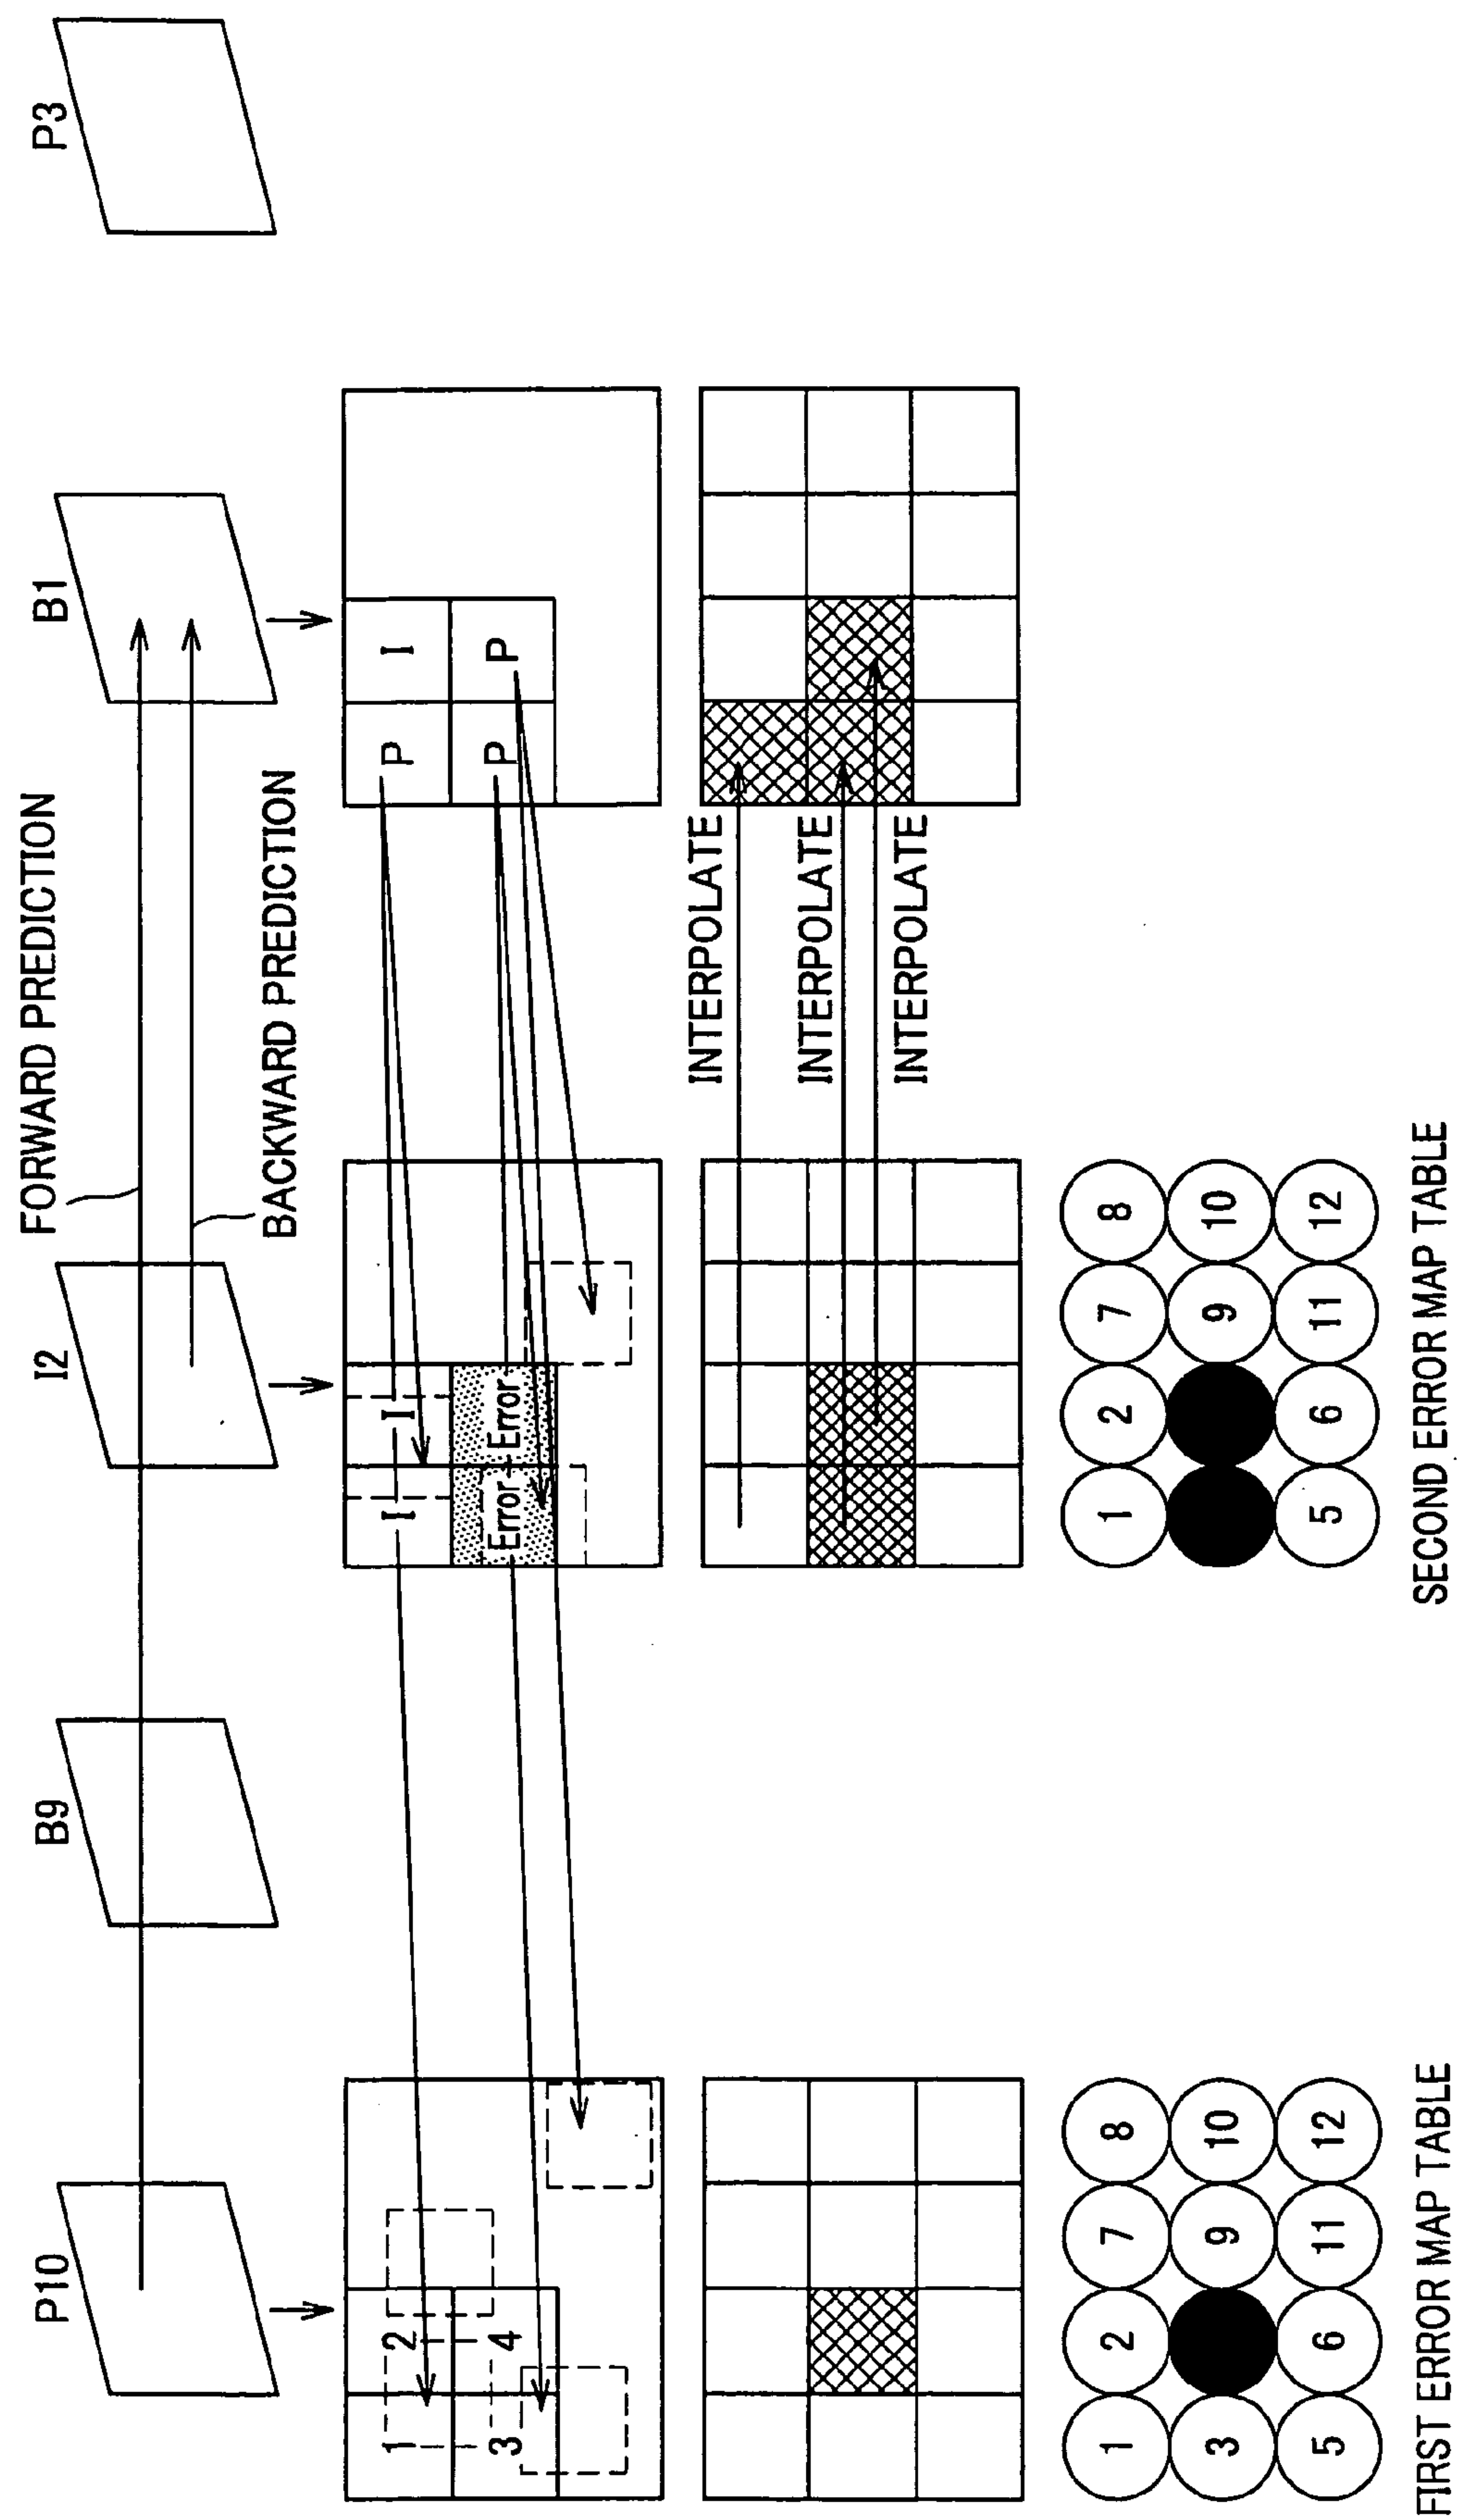 P10
B9
I2
B1
P3
FORWARD PREDICTION
BACKWARD PREDICTION
1 2
3 4
I I
Error Error
P I
P P
INTERPOLATE
INTERPOLATE
INTERPOLATE
1 2 7 8
3 9 10
5 6 11 12
FIRST ERROR MAP TABLE
1 2 7 8
9 10
5 6 11 12
SECOND ERROR MAP TABLE